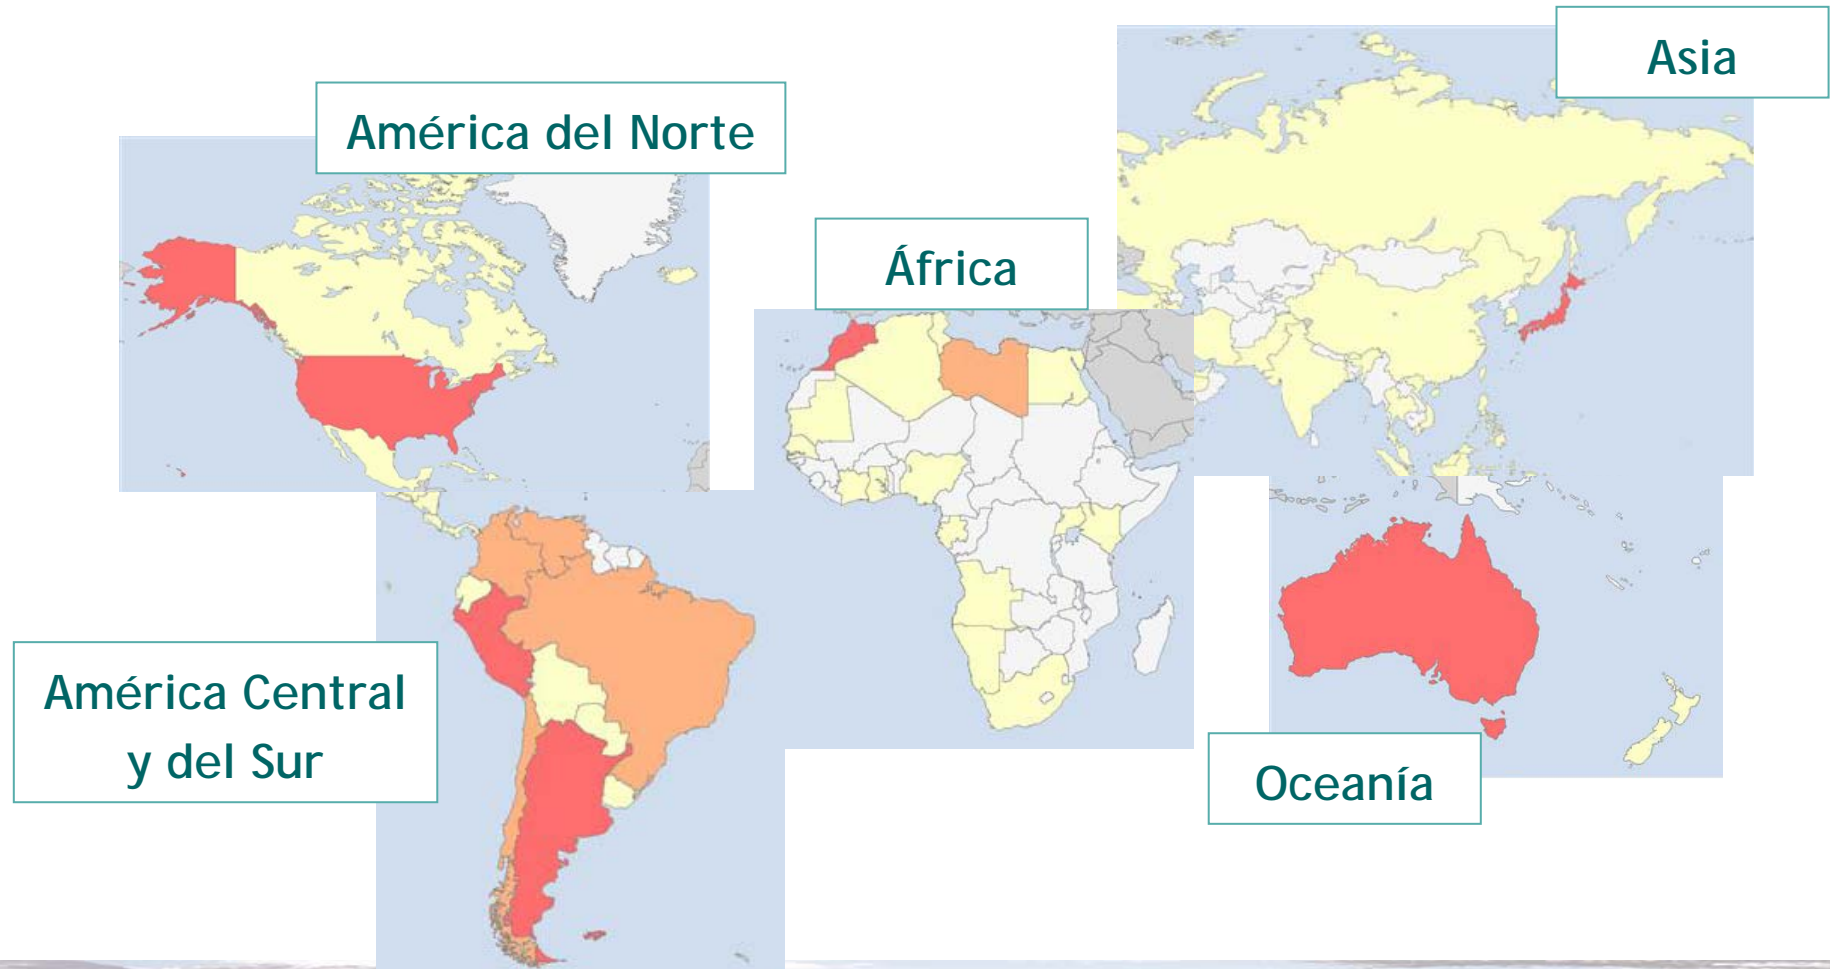 América del Norte
África
Asia
América Central
y del Sur
Oceanía